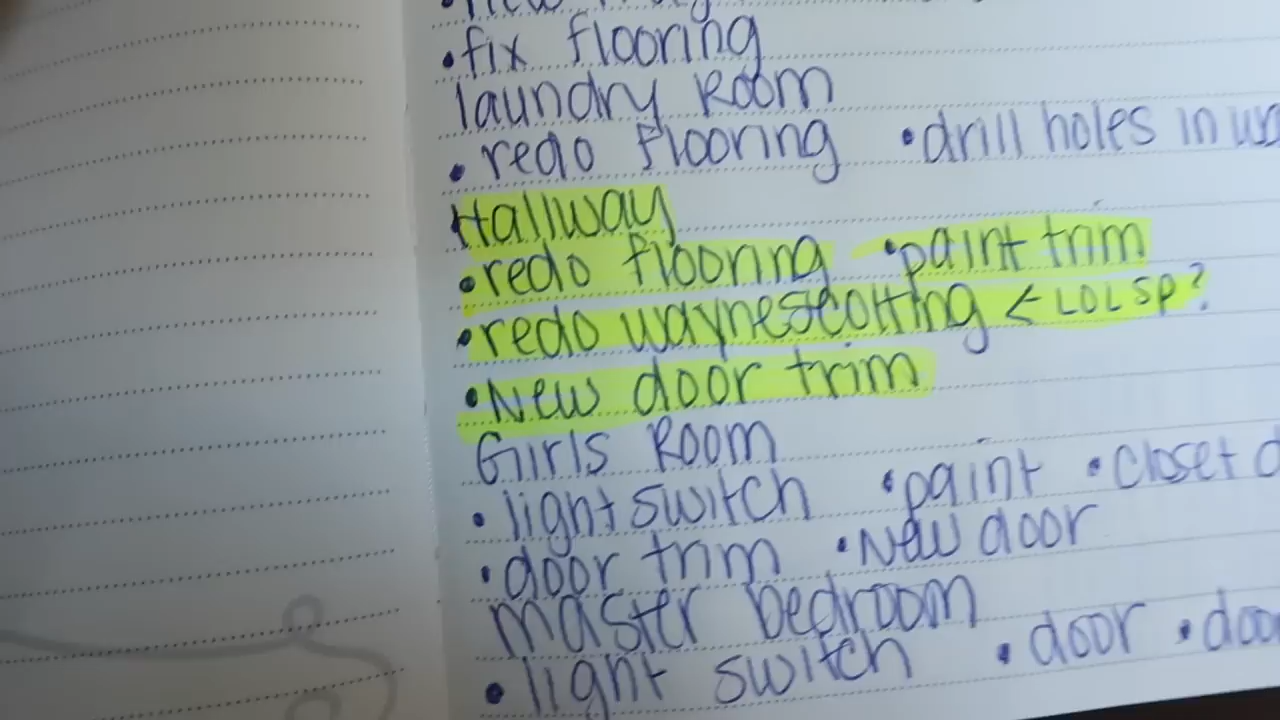 • fix flooring
laundry Room
• redo flooring • drill holes in
Hallway
• redo flooring • paint trim
• redo waynescotting < LOL SP?
• New door trim
Girls Room
• light switch • paint • closet
• door trim • New door
master bedroom
• light switch • door •